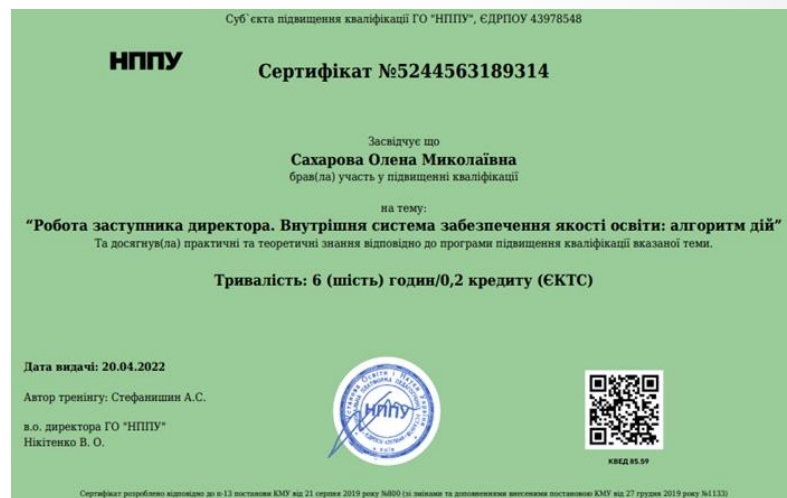 Суб`єкта підвищення кваліфікації ГО "НППУ", ЄДРПОУ 43978548
НППУ
Сертифікат №5244563189314
Засвідчує що
Сахарова Олена Миколаївна
брав(ла) участь у підвищенні кваліфікації
на тему:
“Робота заступника директора. Внутрішня система забезпечення якості освіти: алгоритм дій”
Та досягнув(ла) практичні та теоретичні знання відповідно до програми підвищення кваліфікації вказаної теми.
Тривалість: 6 (шість) годин/0,2 кредиту (ЄКТС)
Дата видачі: 20.04.2022
Автор тренінгу: Стефанишин А.С.
в.о. директора ГО "НППУ"
Нікітенко В. О.
НППУ
КВЕД 85.59
Сертифікат розроблено відповідно до п-13 постанови КМУ від 21 серпня 2019 року №800 (зі змінами та доповненнями внесеними постановою КМУ від 27 грудня 2019 року №1133)